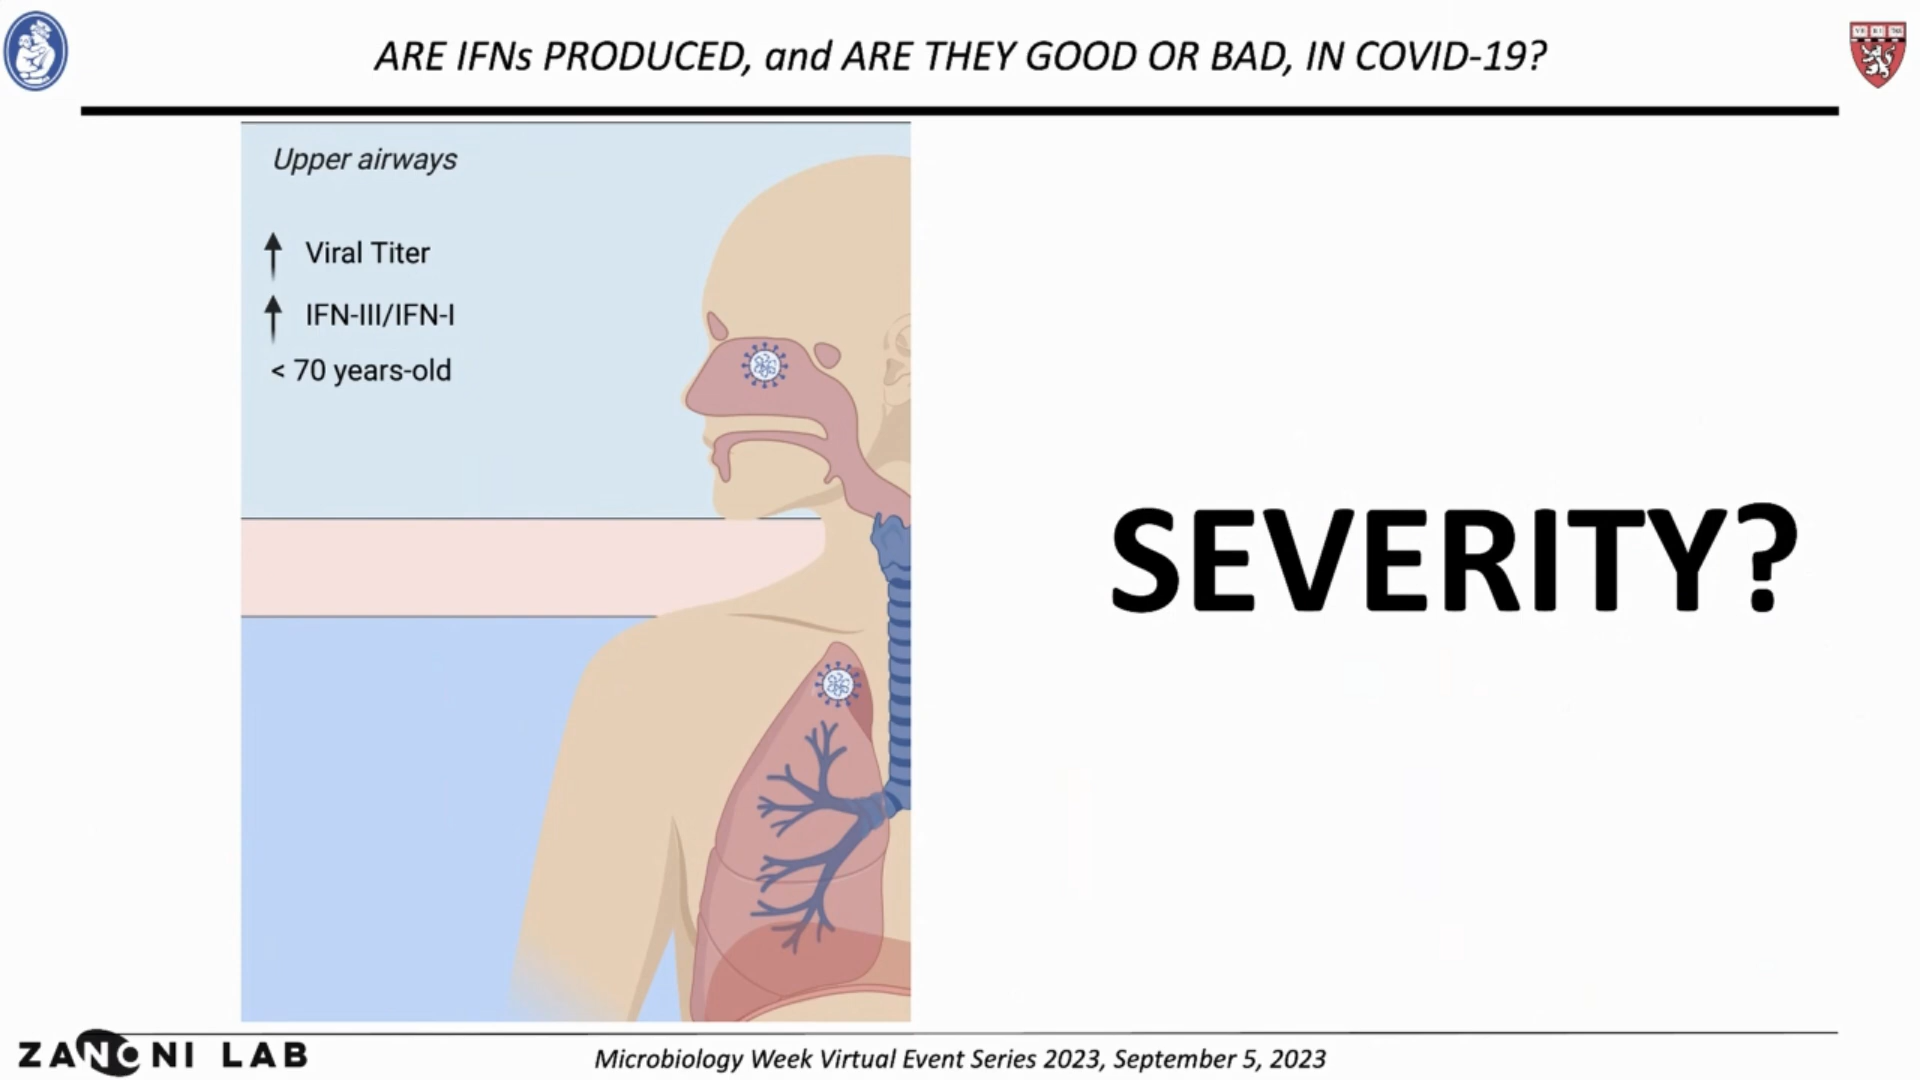 ARE IFNs PRODUCED, and ARE THEY GOOD OR BAD, IN COVID-19?
Upper airways
Viral Titer
IFN-III/IFN-I
< 70 years-old
SEVERITY?
ZANONI LAB
Microbiology Week Virtual Event Series 2023, September 5, 2023